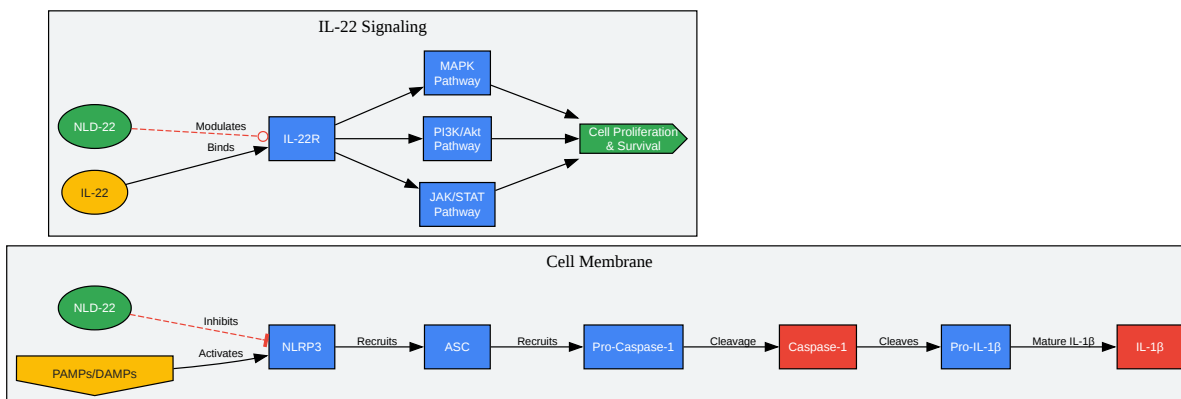 IL-22 Signaling
MAPK
Pathway
NLD-22
Modulates
IL-22R
PI3K/Akt
Pathway
Cell Proliferation
& Survival
Binds
IL-22
JAK/STAT
Pathway
Cell Membrane
NLD-22
Inhibits
NLRP3
Recruits
ASC
Recruits
Pro-Caspase-1
Cleavage
Caspase-1
Cleaves
Pro-IL-1β
Mature IL-1β
IL-1β
Activates
PAMPs/DAMPs